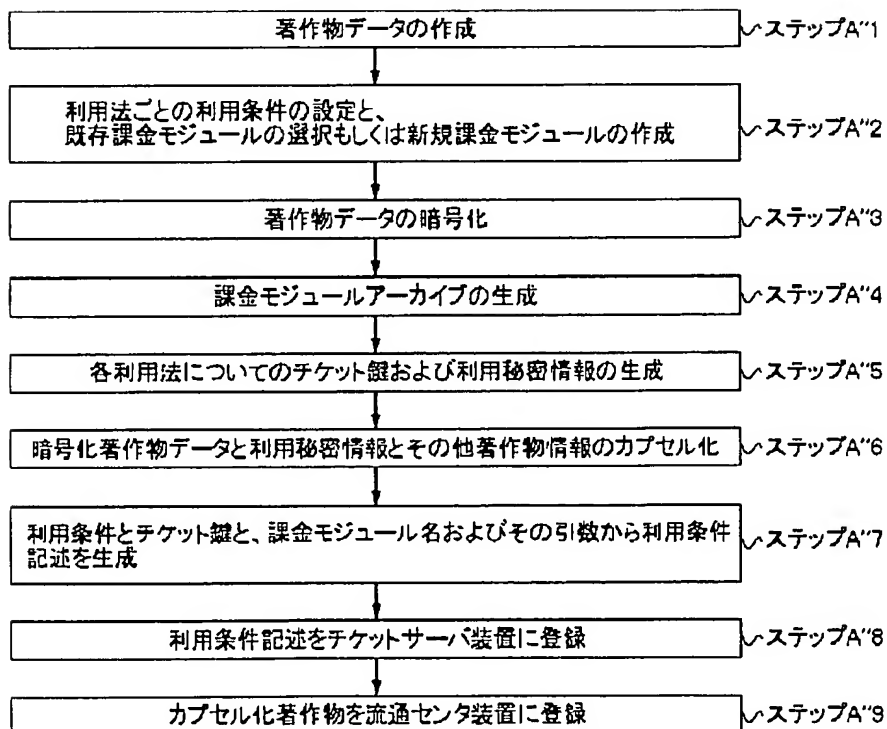 著作物データの作成
ステップA"1
利用法ごとの利用条件の設定と、
既存課金モジュールの選択もしくは新規課金モジュールの作成
ステップA"2
著作物データの暗号化
ステップA"3
課金モジュールアーカイブの生成
ステップA"4
各利用法についてのチケット鍵および利用秘密情報の生成
ステップA"5
暗号化著作物データと利用秘密情報とその他著作物情報のカプセル化
ステップA"6
利用条件とチケット鍵と、課金モジュール名およびその引数から利用条件
記述を生成
ステップA"7
利用条件記述をチケットサーバ装置に登録
ステップA"8
カプセル化著作物を流通センタ装置に登録
ステップA"9